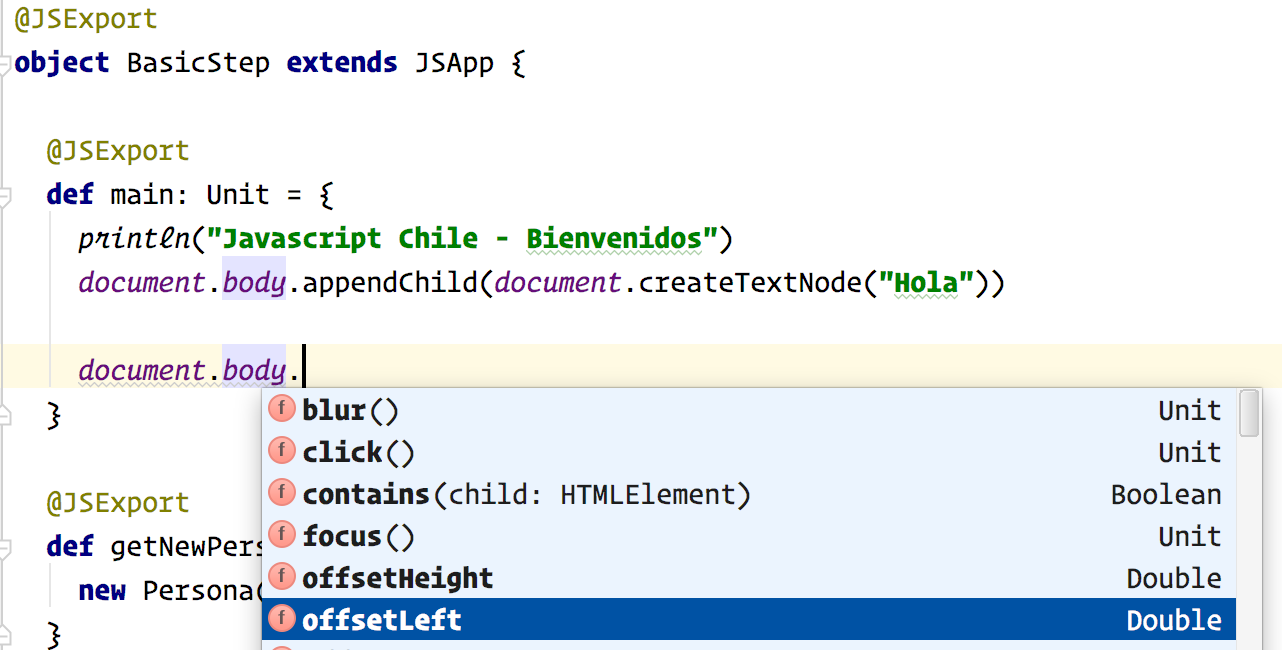 @JSExport
object BasicStep extends JSApp {
@JSExport
def main: Unit = {
println("Javascript Chile - Bienvenidos")
document.body.appendChild(document.createTextNode("Hola"))
document.body.
}
@JSExport
def getNewPers
new Persona(
}
f blur() Unit
f click() Unit
f contains(child: HTMLElement) Boolean
f focus() Unit
f offsetHeight Double
f offsetLeft Double